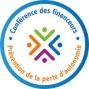 Conférence des financeurs
Prévention de la perte d'autonomie